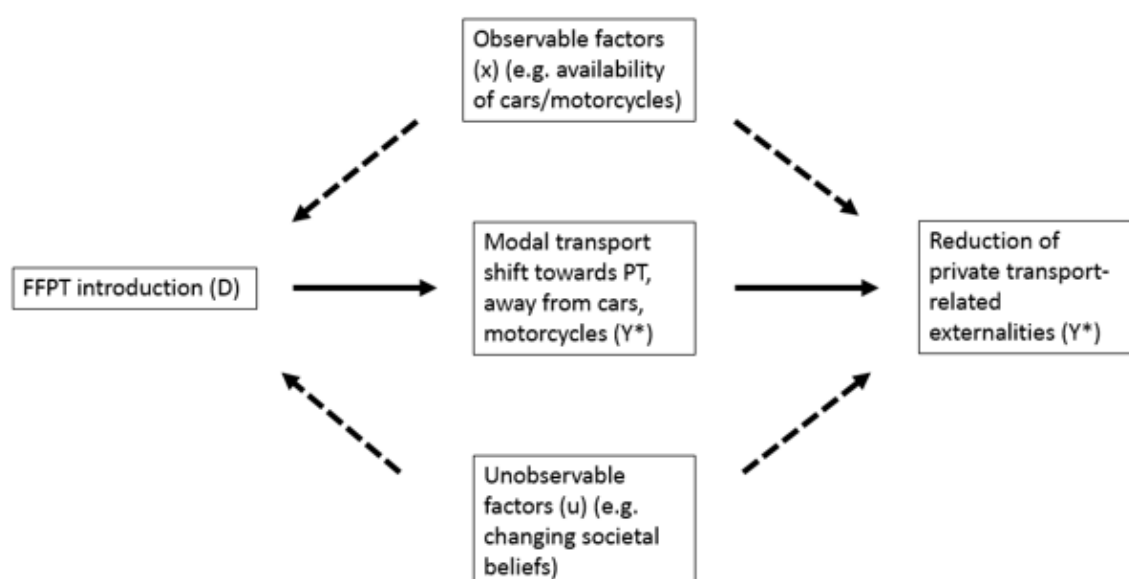 Observable factors
(x) (e.g. availability
of cars/motorcycles)
FFPT introduction (D)
Modal transport
shift towards PT,
away from cars,
motorcycles (Y*)
Reduction of
private transport-
related
externalities (Y*)
Unobservable
factors (u) (e.g.
changing societal
beliefs)